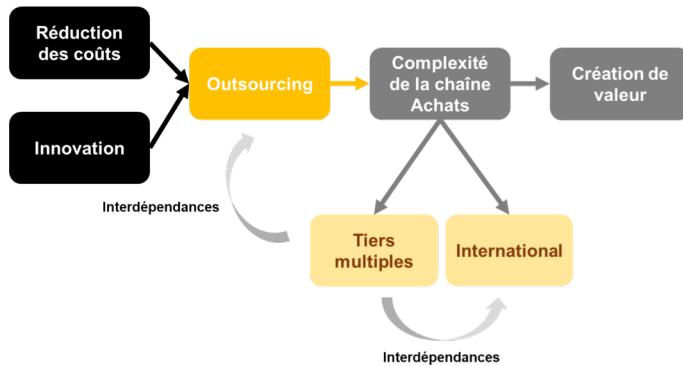 Réduction
des coûts
Innovation
Outsourcing
Complexité
de la chaîne
Achats
Création de
valeur
Interdépendances
Tiers
multiples
International
Interdépendances